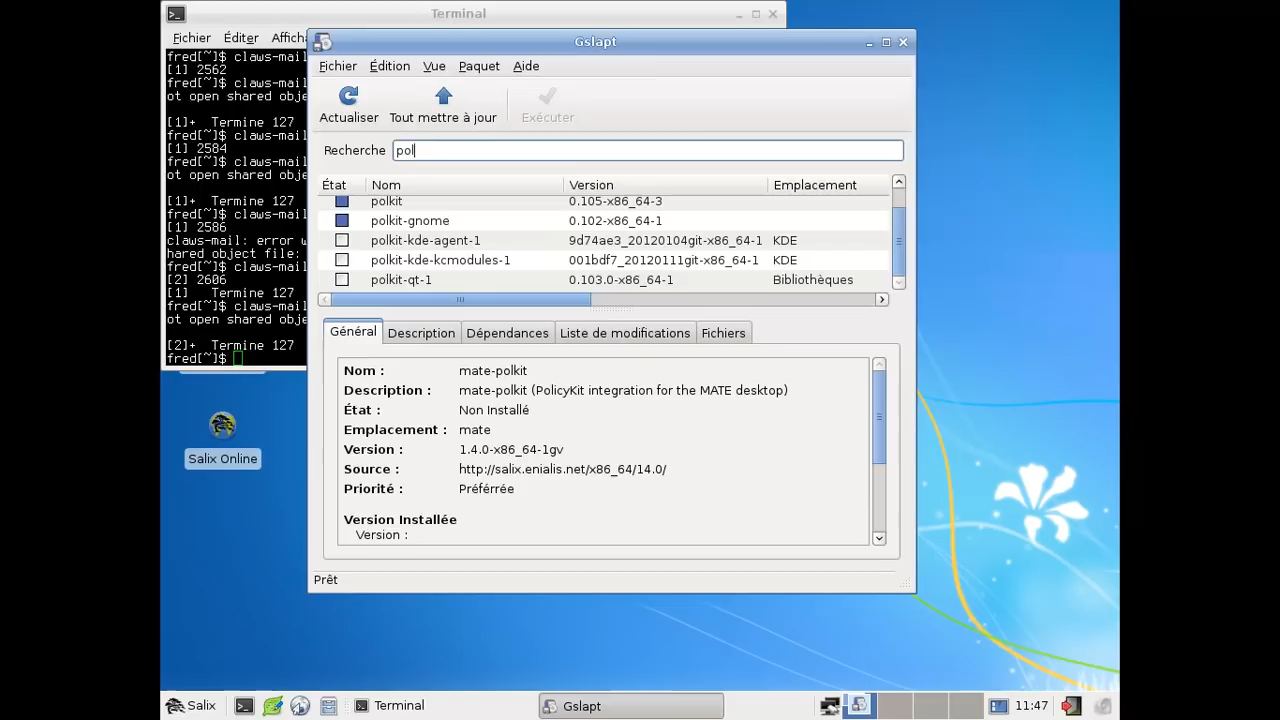 Terminal
Fichier Éditer Affich
fred[~]$ claws-mail
[1] 2562
fred[~]$ claws-mail
ot open shared obje
[1]+ Termine 127
fred[~]$ claws-mail
[1] 2584
fred[~]$ claws-mail
ot open shared obje
[1]+ Termine 127
fred[~]$ claws-mail
[1] 2586
claws-mail: error w
hared object file:
fred[~]$ claws-mail
[2] 2606
[1] Termine 127
fred[~]$ claws-mail
ot open shared obje
[2]+ Termine 127
fred[~]$
Gslapt
Fichier Édition Vue Paquet Aide
Actualiser Tout mettre à jour Exécuter
Recherche pol
État Nom Version Emplacement
polkit 0.105-x86_64-3
polkit-gnome 0.102-x86_64-1
polkit-kde-agent-1 9d74ae3_20120104git-x86_64-1 KDE
polkit-kde-kcmodules-1 001bdf7_20120111git-x86_64-1 KDE
polkit-qt-1 0.103.0-x86_64-1 Bibliothèques
Général Description Dépendances Liste de modifications Fichiers
Nom : mate-polkit
Description : mate-polkit (PolicyKit integration for the MATE desktop)
État : Non Installé
Emplacement : mate
Version : 1.4.0-x86_64-1gv
Source : http://salix.enialis.net/x86_64/14.0/
Priorité : Préférrée
Version Installée
Version :
Prêt
Salix Online
Salix Terminal Gslapt 11:47